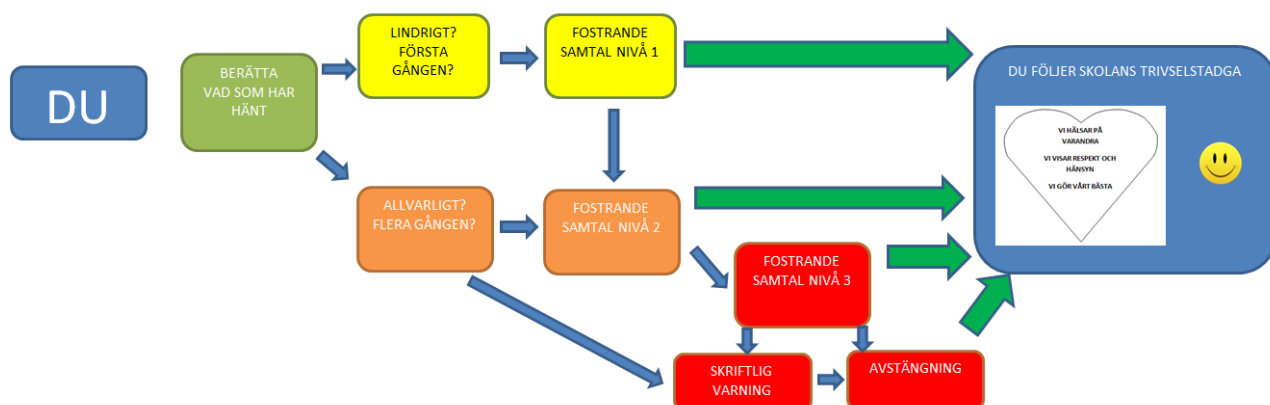 DU
BERÄTTA
VAD SOM HAR
HÄNT
LINDRIGT?
FÖRSTA
GÅNGEN?
FOSTRANDE
SAMTAL NIVÅ 1
ALLVARLIGT?
FLERA GÅNGEN?
FOSTRANDE
SAMTAL NIVÅ 2
FOSTRANDE
SAMTAL NIVÅ 3
SKRIFTLIG
VARNING
AVSTÄNGNING
DU FÖLJER SKOLANS TRIVSELSTADGA
VI HÄLSAR PÅ
VARANDRA
VI VISAR RESPEKT OCH
HÄNSYN
VI GÖR VÅRT BÄSTA